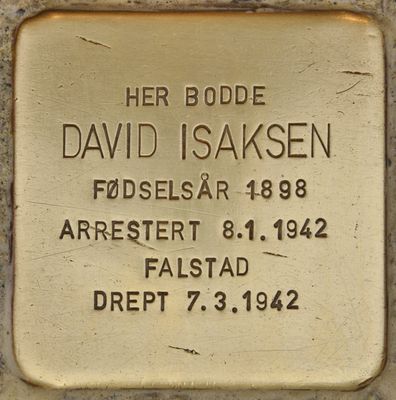 HER BODDE
DAVID ISAKSEN
FØDSELSÅR 1898
ARRESTERT 8.1.1942
FALSTAD
DREPT 7.3.1942